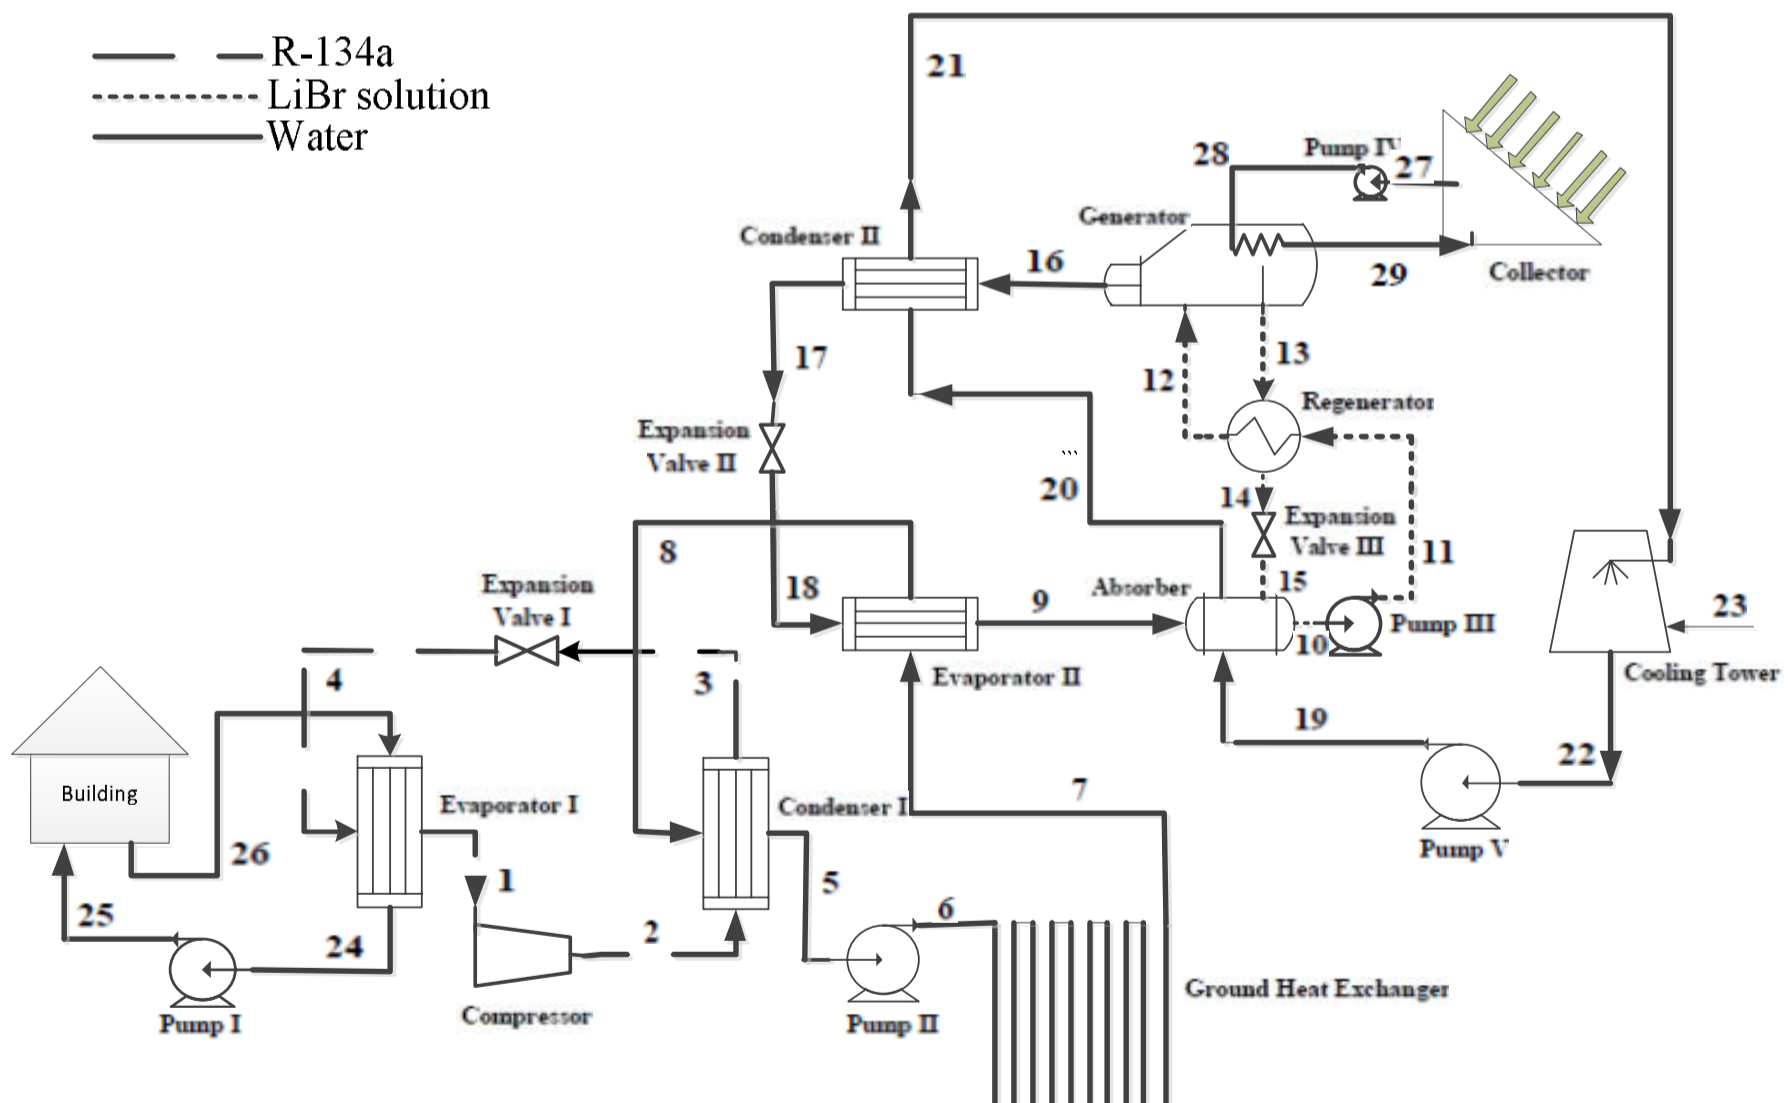 R-134a
LiBr solution
Water
21
28
Pump IV
27
Generator
Condenser II
16
29
Collector
17
13
12
Regenerator
Expansion
Valve II
...
20
14
Expansion
Valve III
11
8
18
9
Absorber
15
10
Pump III
23
Expansion
Valve I
Evaporator II
Cooling Tower
4
3
19
22
Building
Evaporator I
Condenser I
7
Pump V
26
1
5
25
24
2
6
Ground Heat Exchanger
Pump I
Compressor
Pump II